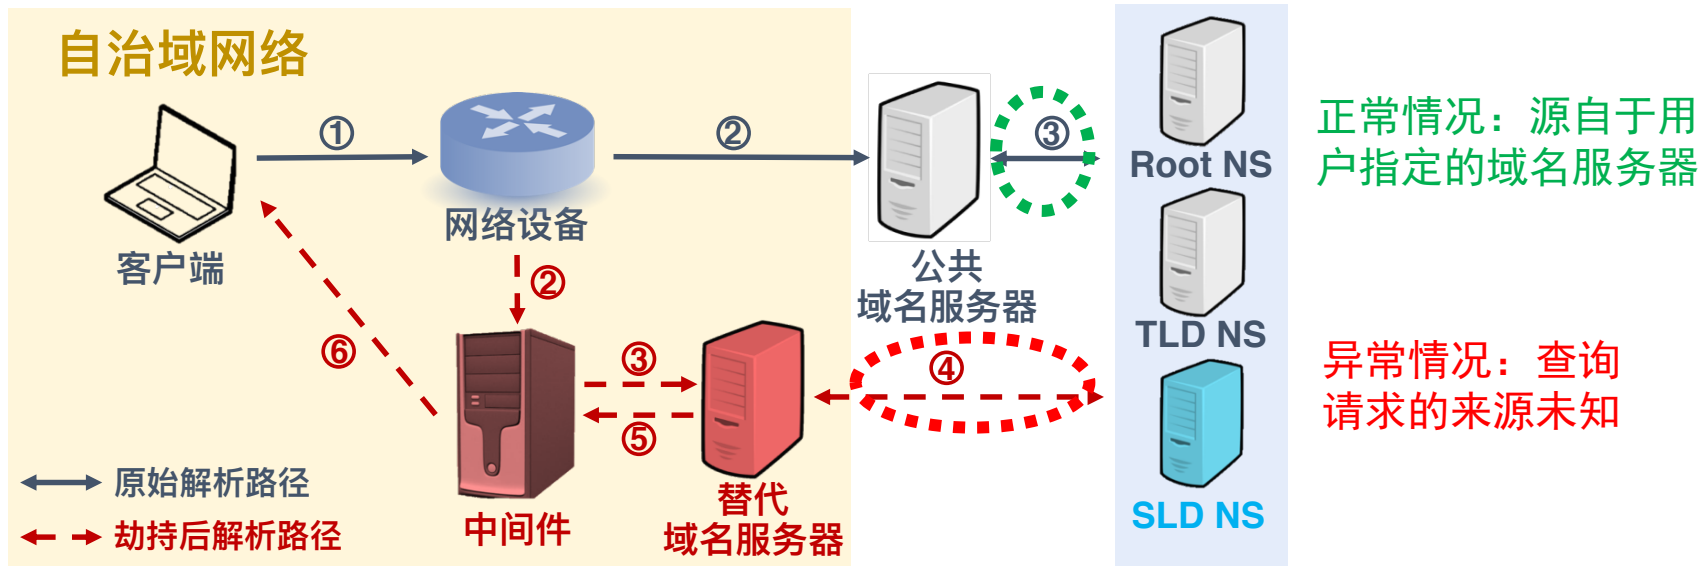 自治域网络
①
②
③
Root NS
正常情况：源自于用
户指定的域名服务器
网络设备
客户端
②
公共
域名服务器
TLD NS
⑥
③
④
⑤
异常情况：查询
请求的来源未知
原始解析路径
劫持后解析路径
中间件
替代
域名服务器
SLD NS